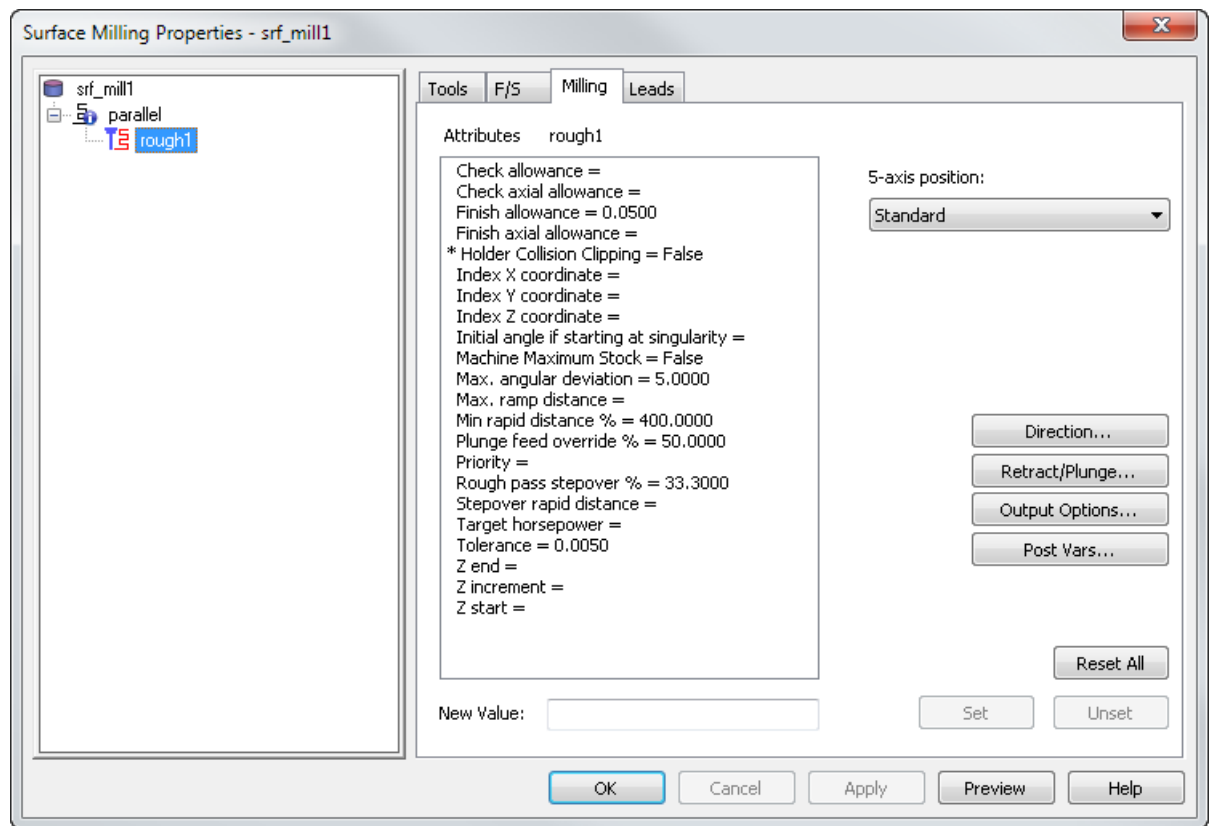 Surface Milling Properties - srf_mill1
srf_mill1
parallel
rough1
Tools F/S Milling Leads
Attributes rough1
Check allowance =
Check axial allowance =
Finish allowance = 0.0500
Finish axial allowance =
* Holder Collision Clipping = False
Index X coordinate =
Index Y coordinate =
Index Z coordinate =
Initial angle if starting at singularity =
Machine Maximum Stock = False
Max. angular deviation = 5.0000
Max. ramp distance =
Min rapid distance % = 400.0000
Plunge feed override % = 50.0000
Priority =
Rough pass stepover % = 33.3000
Stepover rapid distance =
Target horsepower =
Tolerance = 0.0050
Z end =
Z increment =
Z start =
5-axis position:
Standard
Direction...
Retract/Plunge...
Output Options...
Post Vars...
Reset All
New Value:
Set Unset
OK Cancel Apply Preview Help